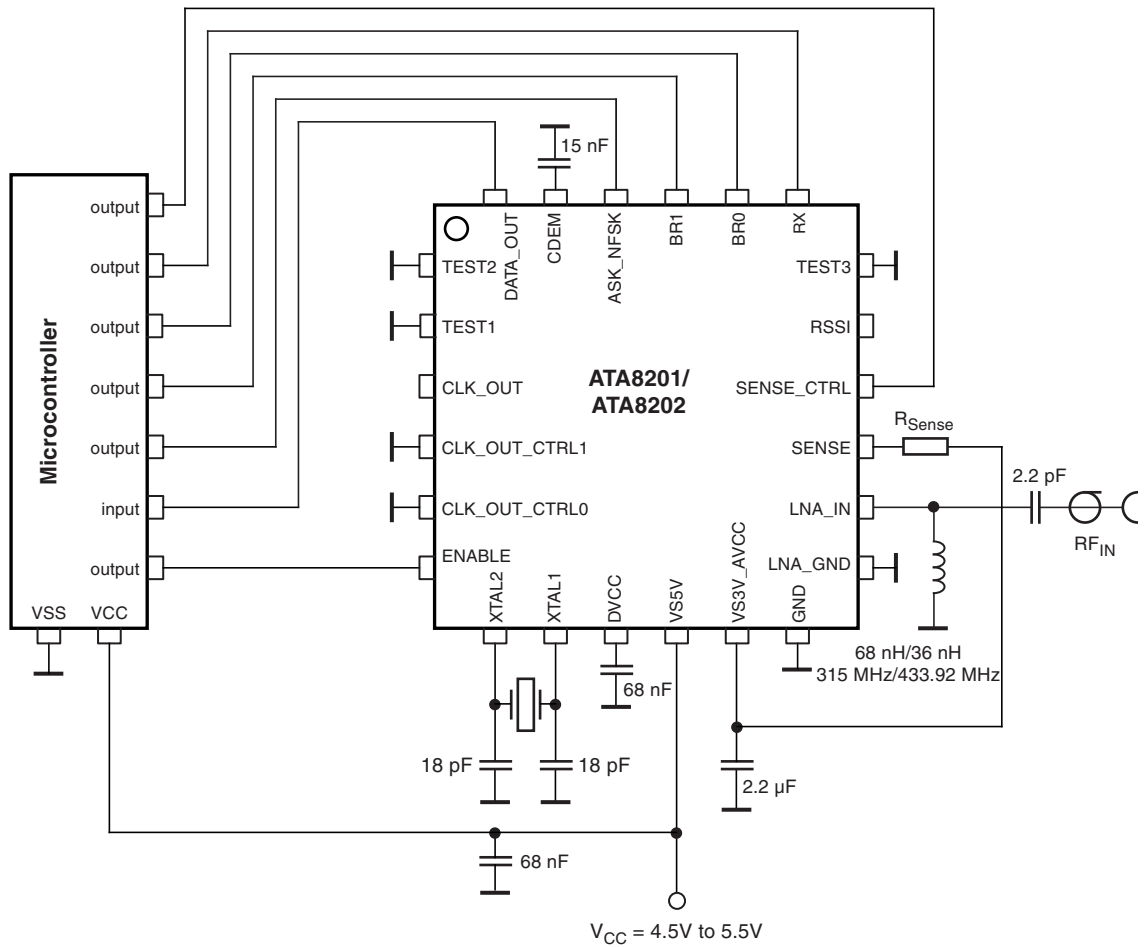 15 nF
output
output
output
output
output
input
output
Microcontroller
VSS
VCC
DATA_OUT
CDEM
ASK_NFSK
BR1
BR0
RX
TEST2
TEST1
CLK_OUT
CLK_OUT_CTRL1
CLK_OUT_CTRL0
ENABLE
ATA8201/
ATA8202
TEST3
RSSI
SENSE_CTRL
SENSE
LNA_IN
LNA_GND
XTAL2
XTAL1
DVCC
VS5V
VS3V_AVCC
GND
RSense
2.2 pF
RFIN
68 nH/36 nH
315 MHz/433.92 MHz
68 nF
18 pF
18 pF
2.2 µF
68 nF
VCC = 4.5V to 5.5V